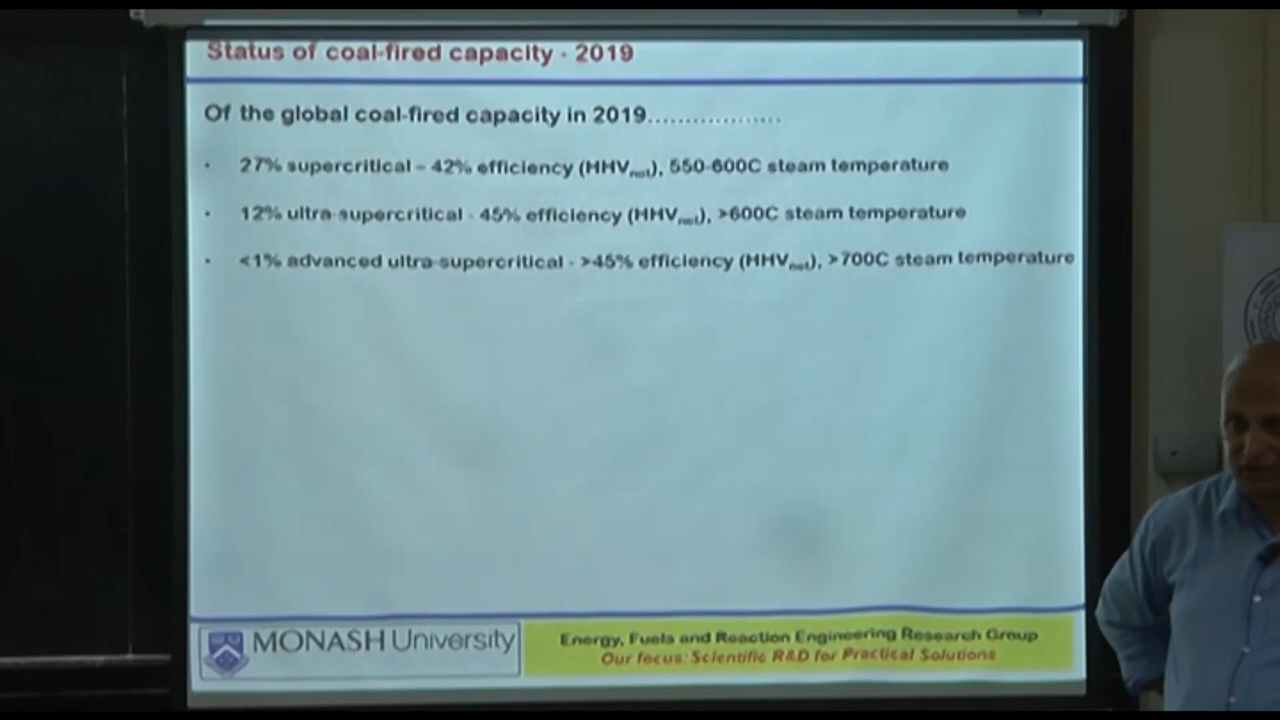 Status of coal-fired capacity - 2019
Of the global coal-fired capacity in 2019..................
· 27% supercritical – 42% efficiency (HHVnet), 550-600C steam temperature
· 12% ultra-supercritical - 45% efficiency (HHVnet), >600C steam temperature
· <1% advanced ultra-supercritical - >45% efficiency (HHVnet), >700C steam temperature
MONASH University
Energy, Fuels and Reaction Engineering Research Group
Our focus: Scientific R&D for Practical Solutions